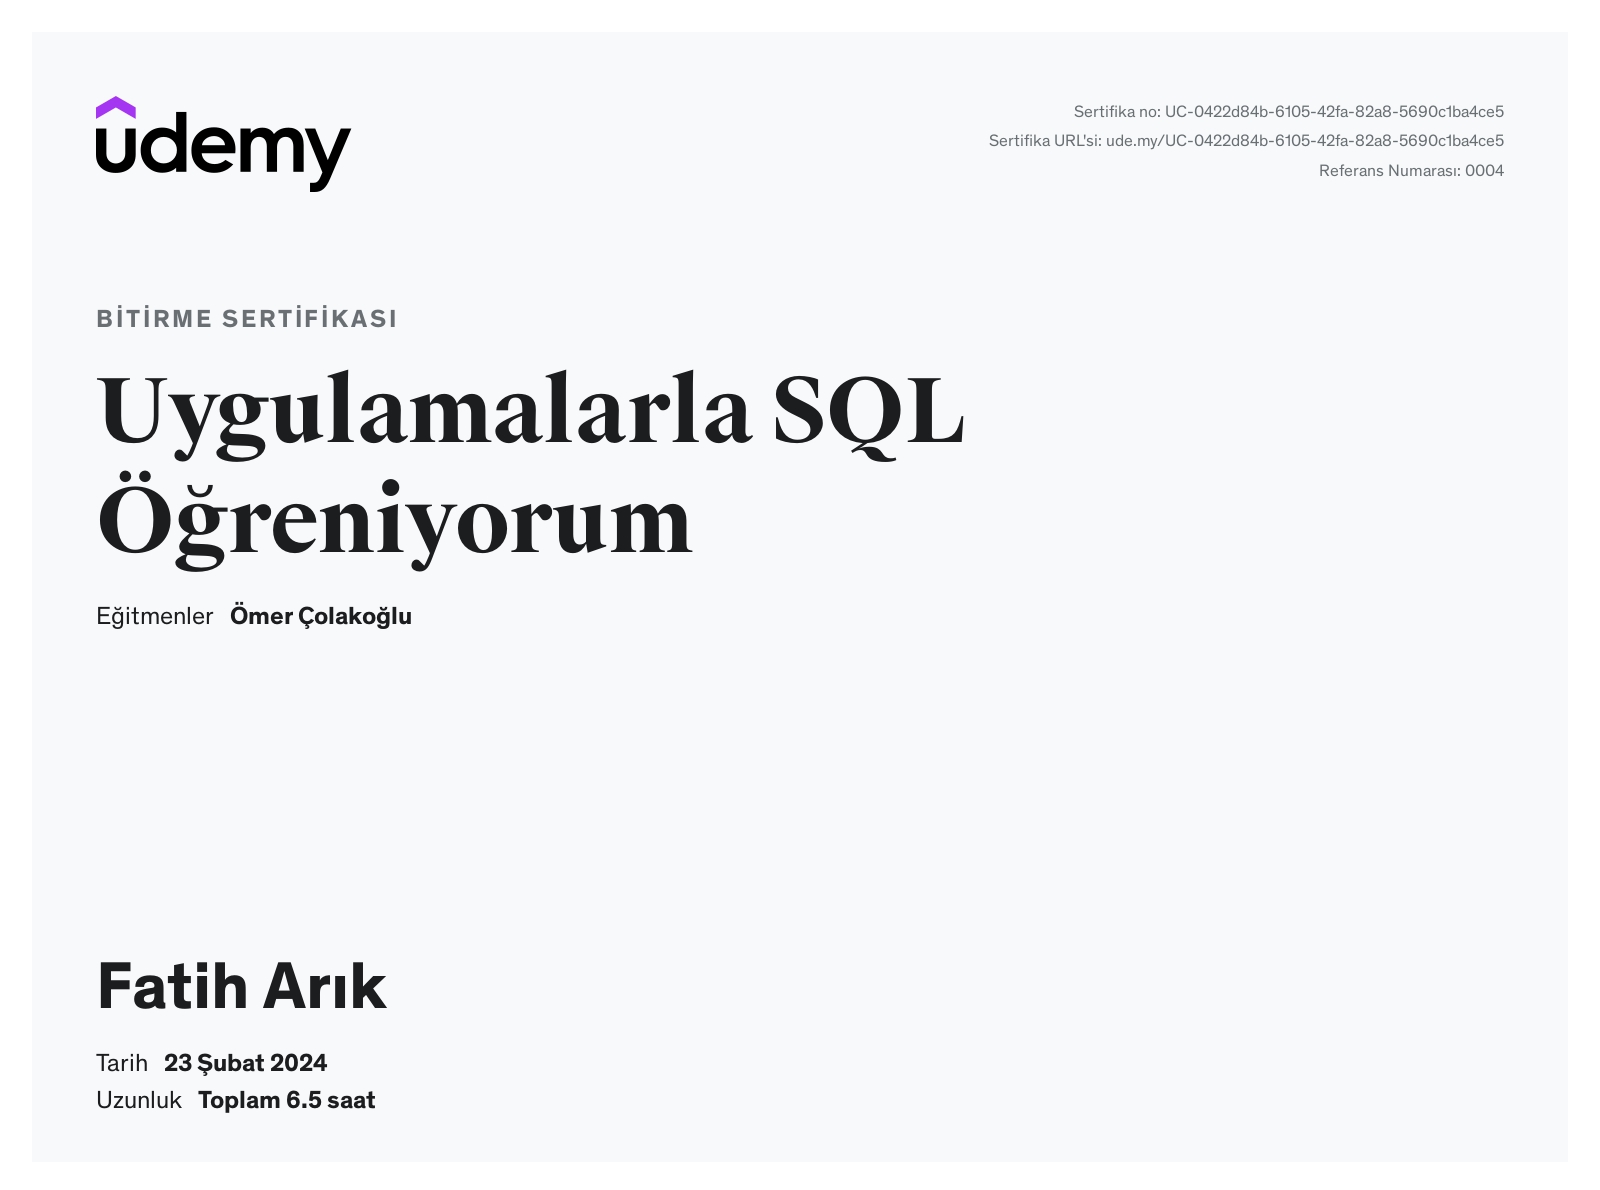 udemy
Sertifika no: UC-0422d84b-6105-42fa-82a8-5690c1ba4ce5
Sertifika URL'si: ude.my/UC-0422d84b-6105-42fa-82a8-5690c1ba4ce5
Referans Numarası: 0004
BİTİRME SERTİFİKASI
Uygulamalarla SQL
Öğreniyorum
Eğitmenler Ömer Çolakoğlu
Fatih Arık
Tarih 23 Şubat 2024
Uzunluk Toplam 6.5 saat